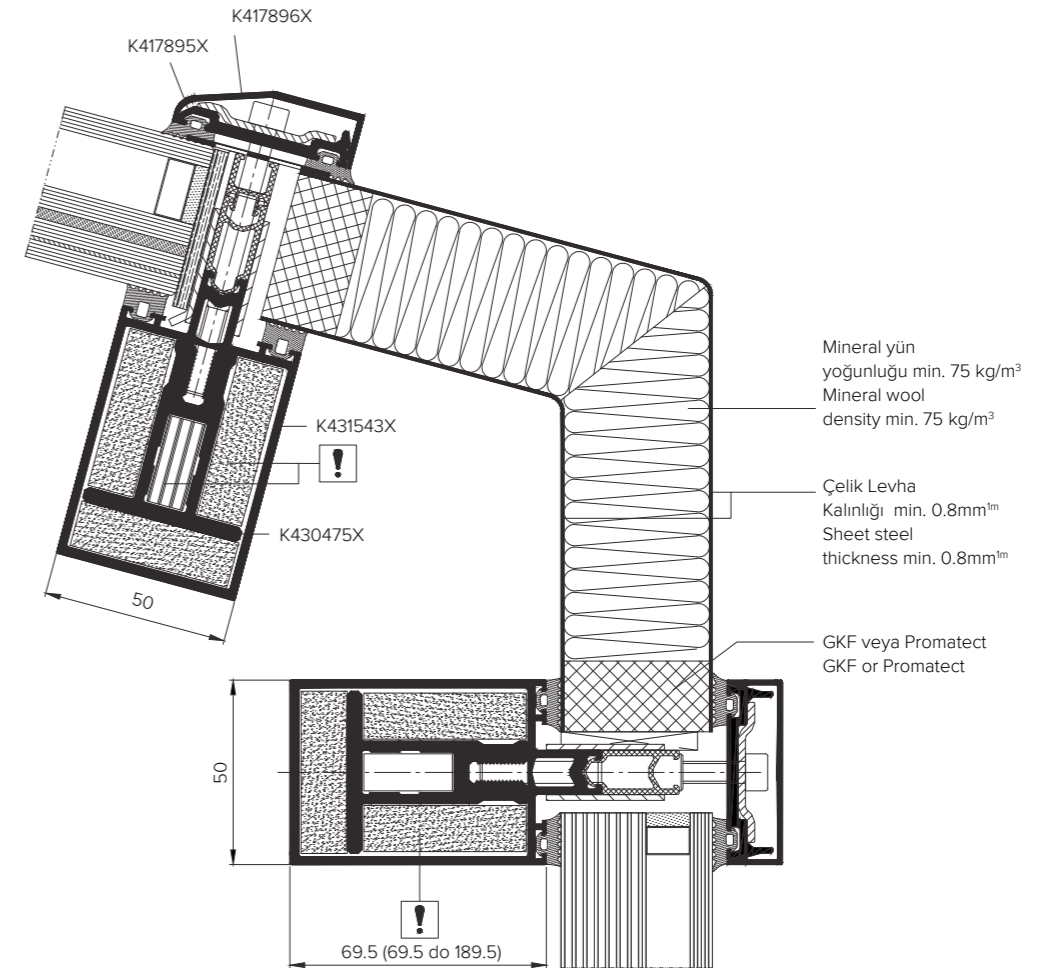 K417896X
K417895X
Mineral yün
yoğunluğu min. 75 kg/m³
Mineral wool
density min. 75 kg/m³
K431543X
!
Çelik Levha
Kalınlığı min. 0.8mm¹ᵐ
Sheet steel
thickness min. 0.8mm¹ᵐ
K430475X
50
GKF veya Promatect
GKF or Promatect
50
!
69.5 (69.5 do 189.5)